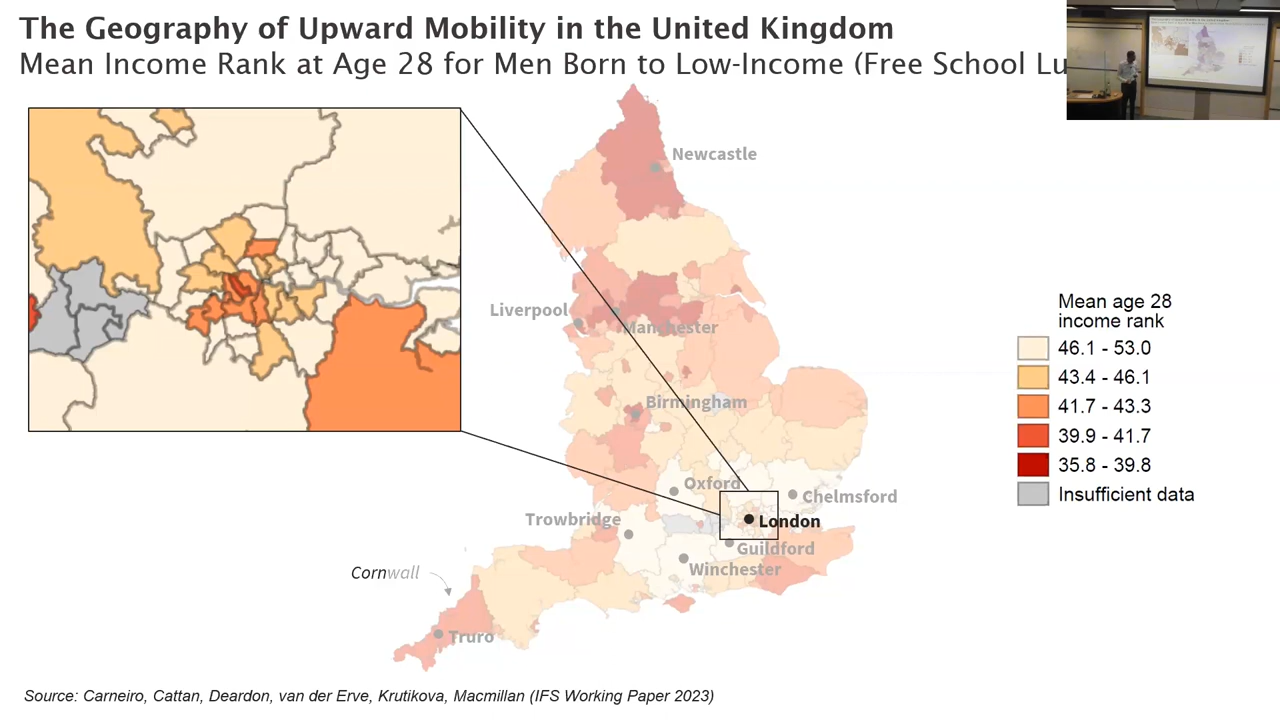 The Geography of Upward Mobility in the United Kingdom
Mean Income Rank at Age 28 for Men Born to Low-Income (Free School Lu
Newcastle
Liverpool
Manchester
Birmingham
Oxford
Chelmsford
London
Trowbridge
Guildford
Winchester
Cornwall
Truro
Mean age 28
income rank
46.1 - 53.0
43.4 - 46.1
41.7 - 43.3
39.9 - 41.7
35.8 - 39.8
Insufficient data
Source: Carneiro, Cattan, Deardon, van der Erve, Krutikova, Macmillan (IFS Working Paper 2023)